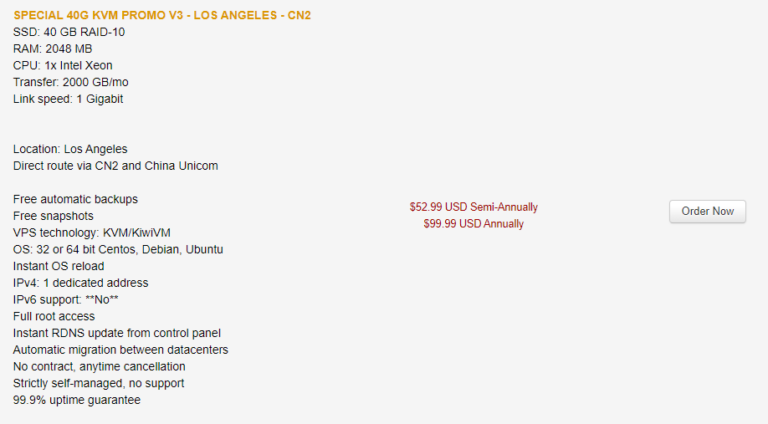 SPECIAL 40G KVM PROMO V3 - LOS ANGELES - CN2
SSD: 40 GB RAID-10
RAM: 2048 MB
CPU: 1x Intel Xeon
Transfer: 2000 GB/mo
Link speed: 1 Gigabit
Location: Los Angeles
Direct route via CN2 and China Unicom
Free automatic backups
Free snapshots
VPS technology: KVM/KiwiVM
OS: 32 or 64 bit Centos, Debian, Ubuntu
Instant OS reload
IPv4: 1 dedicated address
IPv6 support: **No**
Full root access
Instant RDNS update from control panel
Automatic migration between datacenters
No contract, anytime cancellation
Strictly self-managed, no support
99.9% uptime guarantee
$52.99 USD Semi-Annually
$99.99 USD Annually
Order Now